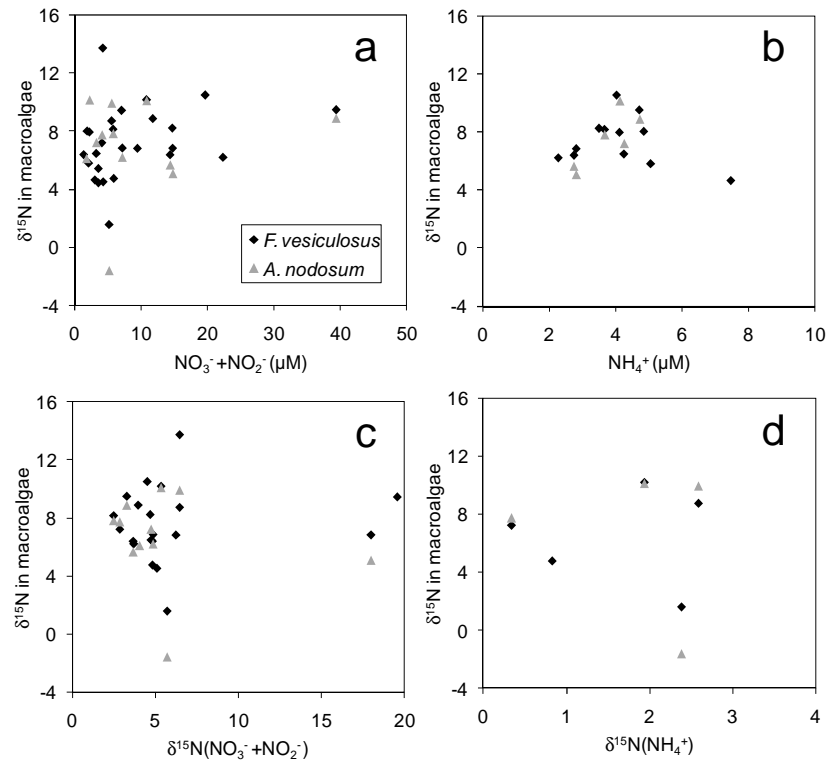 a
16
12
8
4
0
-4
δ¹⁵N in macroalgae
F. vesiculosus
A. nodosum
0 10 20 30 40 50
NO₃⁻+NO₂⁻ (µM)
b
16
12
8
4
0
-4
δ¹⁵N in macroalgae
0 2 4 6 8 10
NH₄⁺ (µM)
c
16
12
8
4
0
-4
δ¹⁵N in macroalgae
0 5 10 15 20
δ¹⁵N(NO₃⁻+NO₂⁻)
d
16
12
8
4
0
-4
δ¹⁵N in macroalgae
0 1 2 3 4
δ¹⁵N(NH₄⁺)